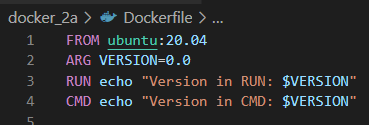 docker_2a > Dockerfile > ...
1 FROM ubuntu:20.04
2 ARG VERSION=0.0
3 RUN echo "Version in RUN: $VERSION"
4 CMD echo "Version in CMD: $VERSION"
5